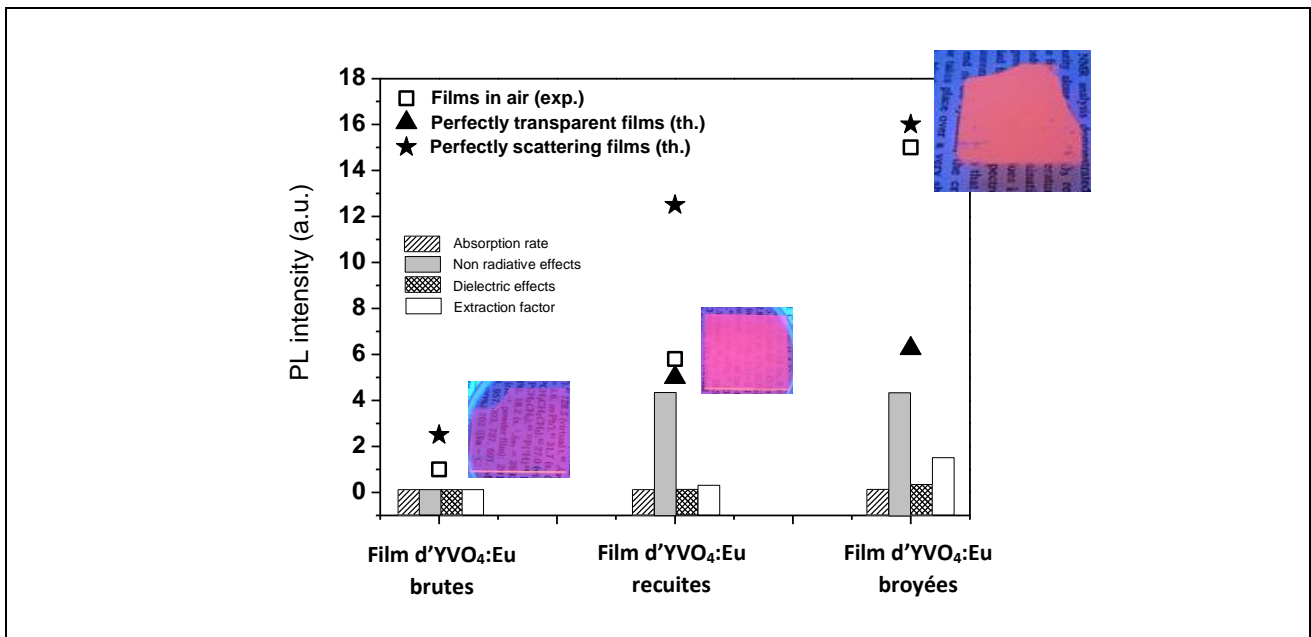 18
16
14
12
10
8
6
4
2
0
PL intensity (a.u.)
Films in air (exp.)
Perfectly transparent films (th.)
Perfectly scattering films (th.)
Absorption rate
Non radiative effects
Dielectric effects
Extraction factor
Film d'YVO₄:Eu
brutes
Film d'YVO₄:Eu
recuites
Film d'YVO₄:Eu
broyées
NMR analysis